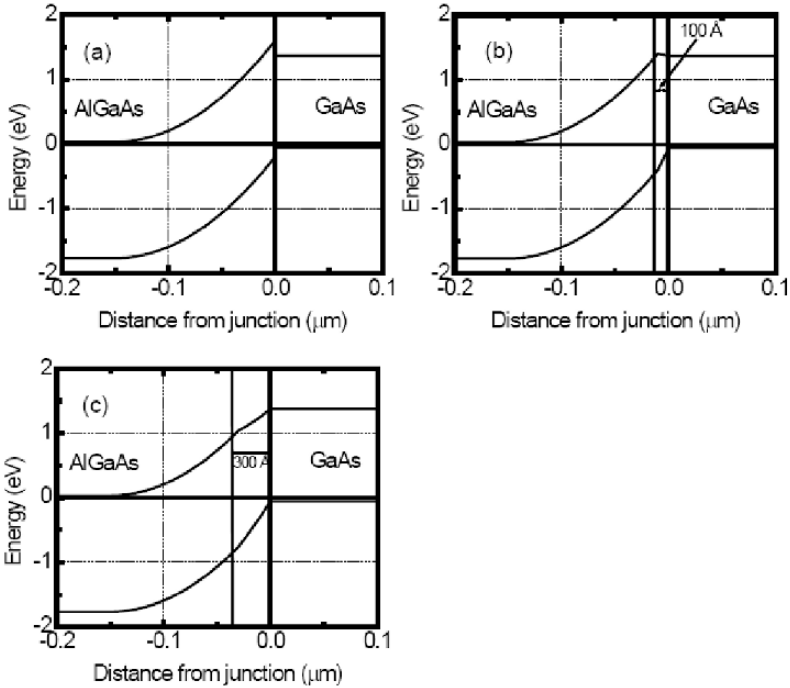 2
(a)
1
AlGaAs
GaAs
0
-1
-2
-0.2 -0.1 0.0 0.1
Energy (eV)
Distance from junction (μm)
2
(b)
100 Å
1
AlGaAs
GaAs
0
-1
-2
-0.2 -0.1 0.0 0.1
Energy (eV)
Distance from junction (μm)
2
(c)
1
AlGaAs
300 A
GaAs
0
-1
-2
-0.2 -0.1 0.0 0.1
Energy (eV)
Distance from junction (μm)